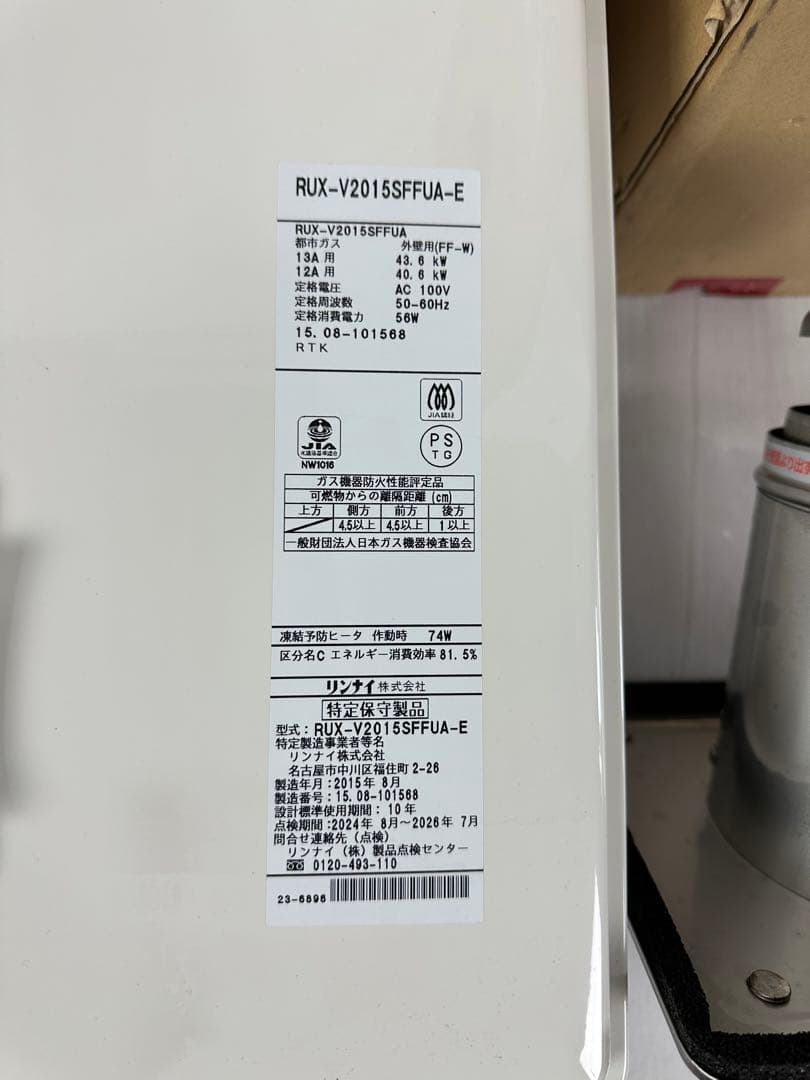 RUX-V2015SFFUA-E
RUX-V2015SFFUA
都市ガス 外壁用(FF-W)
13A 用 43.6 kW
12A 用 40.6 kW
定格電圧 AC 100V
定格周波数 50-60Hz
定格消費電力 56W
15.08-101568
RTK
JIA
NW1016
JIA認証
PS
TG
ガス機器防火性能評定品
可燃物からの離隔距離 (cm)
上方 側方 前方 後方
4.5以上 4.5以上 1以上
一般財団法人日本ガス機器検査協会
凍結予防ヒータ 作動時 74W
区分名C エネルギー消費効率 81.5%
リンナイ株式会社
特定保守製品
型式:RUX-V2015SFFUA-E
特定製造事業者等名
リンナイ株式会社
名古屋市中川区福住町 2-26
製造年月:2015年 8月
製造番号:15.08-101568
設計標準使用期間: 10年
点検期間:2024年 8月～2026年 7月
問合せ連絡先(点検)
リンナイ(株)製品点検センター
0120-493-110
23-6896
より出す